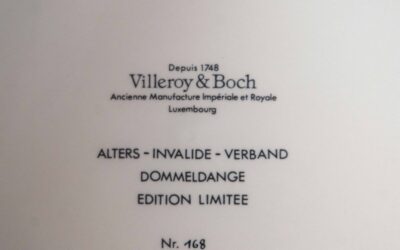 Depuis 1748
Villeroy & Boch
Ancienne Manufacture Impériale et Royale
Luxembourg
ALTERS - INVALIDE - VERBAND
DOMMELDANGE
EDITION LIMITEE
Nr. 168